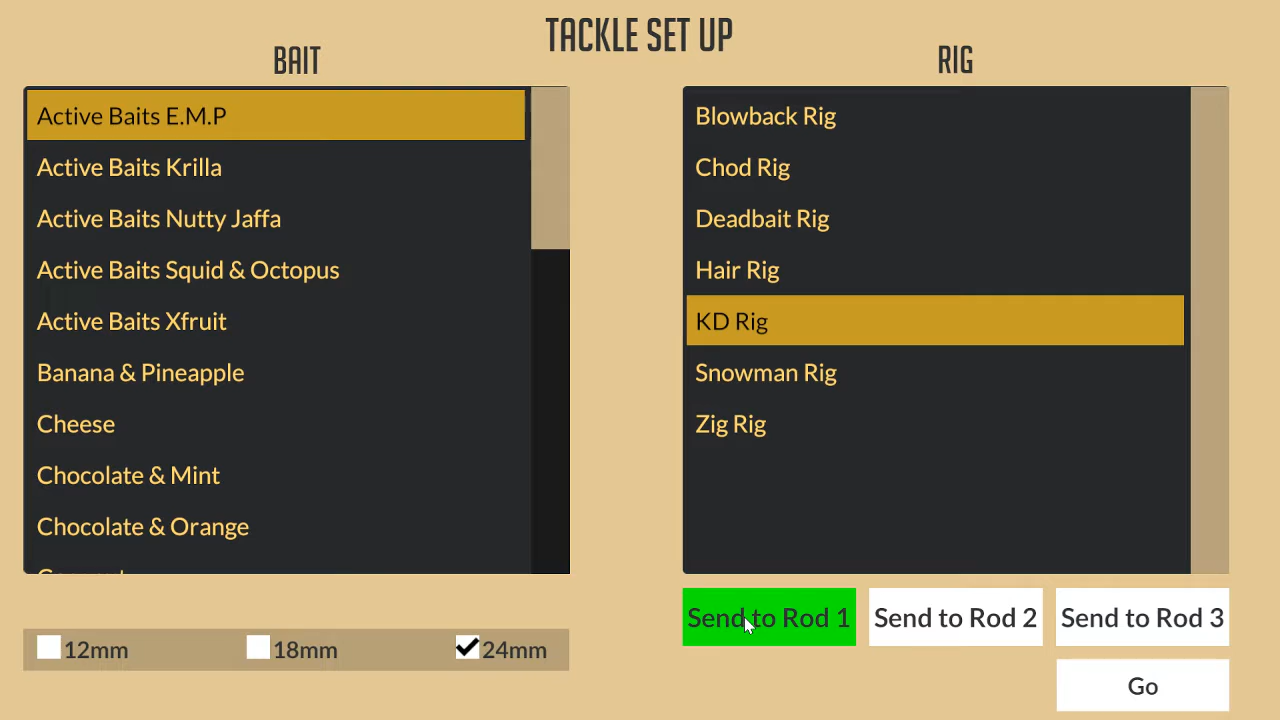 TACKLE SET UP
BAIT
Active Baits E.M.P
Active Baits Krilla
Active Baits Nutty Jaffa
Active Baits Squid & Octopus
Active Baits Xfruit
Banana & Pineapple
Cheese
Chocolate & Mint
Chocolate & Orange
12mm 18mm 24mm
RIG
Blowback Rig
Chod Rig
Deadbait Rig
Hair Rig
KD Rig
Snowman Rig
Zig Rig
Send to Rod 1 Send to Rod 2 Send to Rod 3
Go